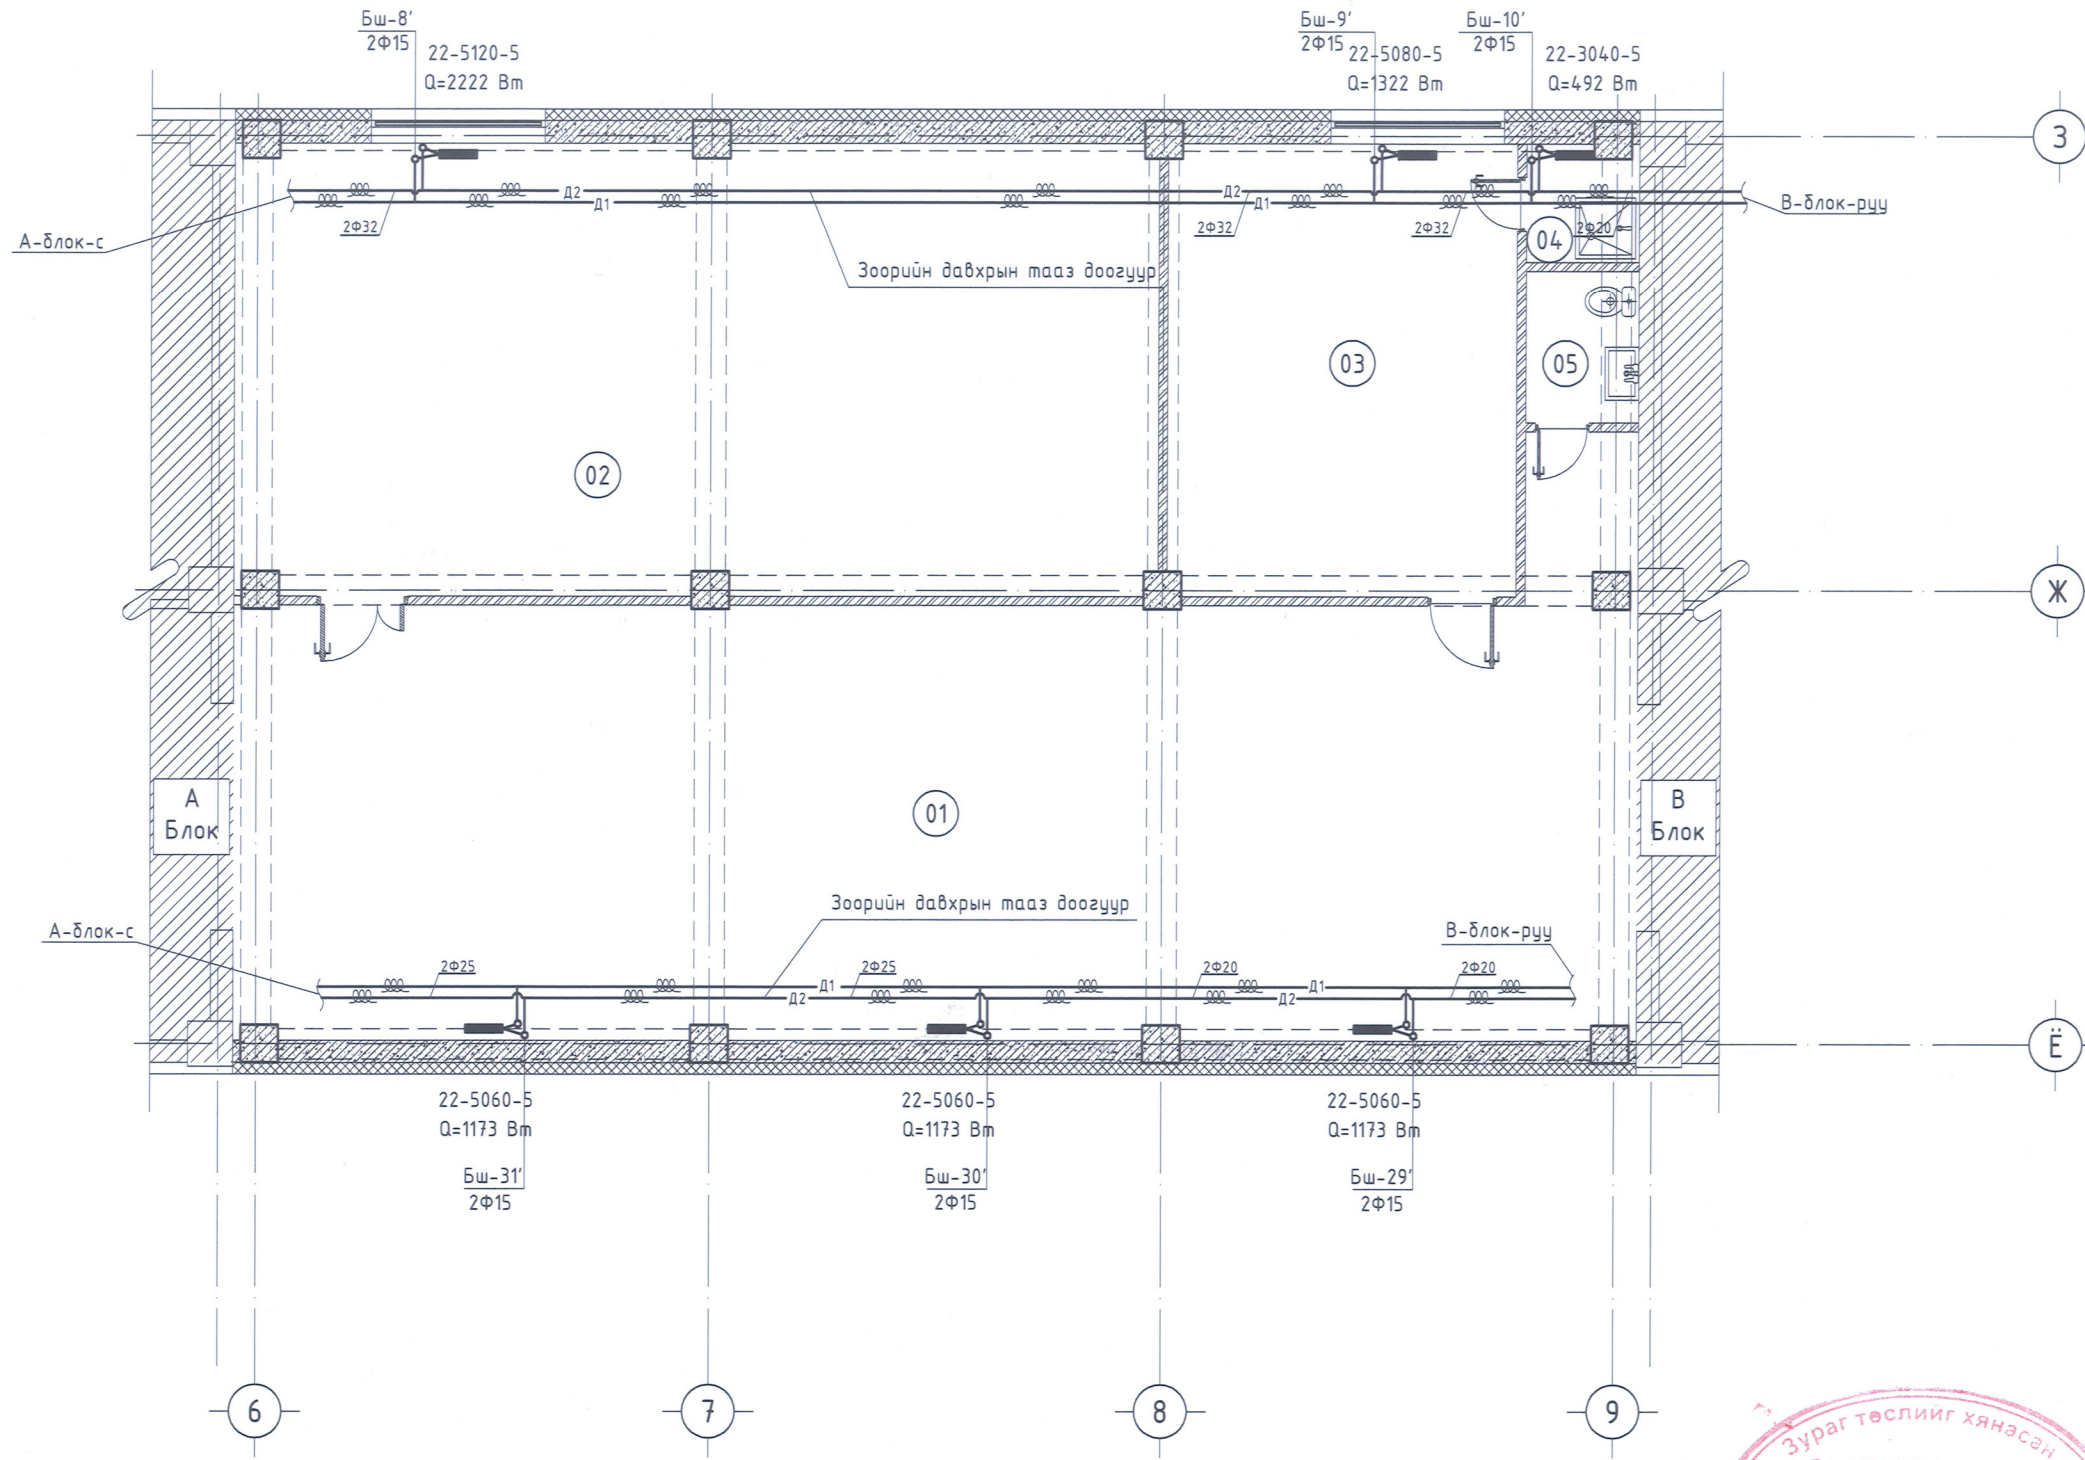 Бш-8'
2Ф15
22-5120-5
Q=2222 Вт
Бш-9'
2Ф15
22-5080-5
Q=1322 Вт
Бш-10'
2Ф15
22-3040-5
Q=492 Вт
З
Д2
Д1
Д2
Д1
А-блок-с
2Ф32
2Ф32
2Ф32
2Ф20
В-блок-руу
04
Зоорийн давхрын тааз доогуур
03
05
02
Ж
А
Блок
01
В
Блок
Зоорийн давхрын тааз доогуур
А-блок-с
В-блок-руу
2Ф25
2Ф25
2Ф20
2Ф20
Д1
Д2
Д1
Д2
Ё
22-5060-5
Q=1173 Вт
Бш-31'
2Ф15
22-5060-5
Q=1173 Вт
Бш-30'
2Ф15
22-5060-5
Q=1173 Вт
Бш-29'
2Ф15
6
7
8
9
Зураг төслийг хянасан